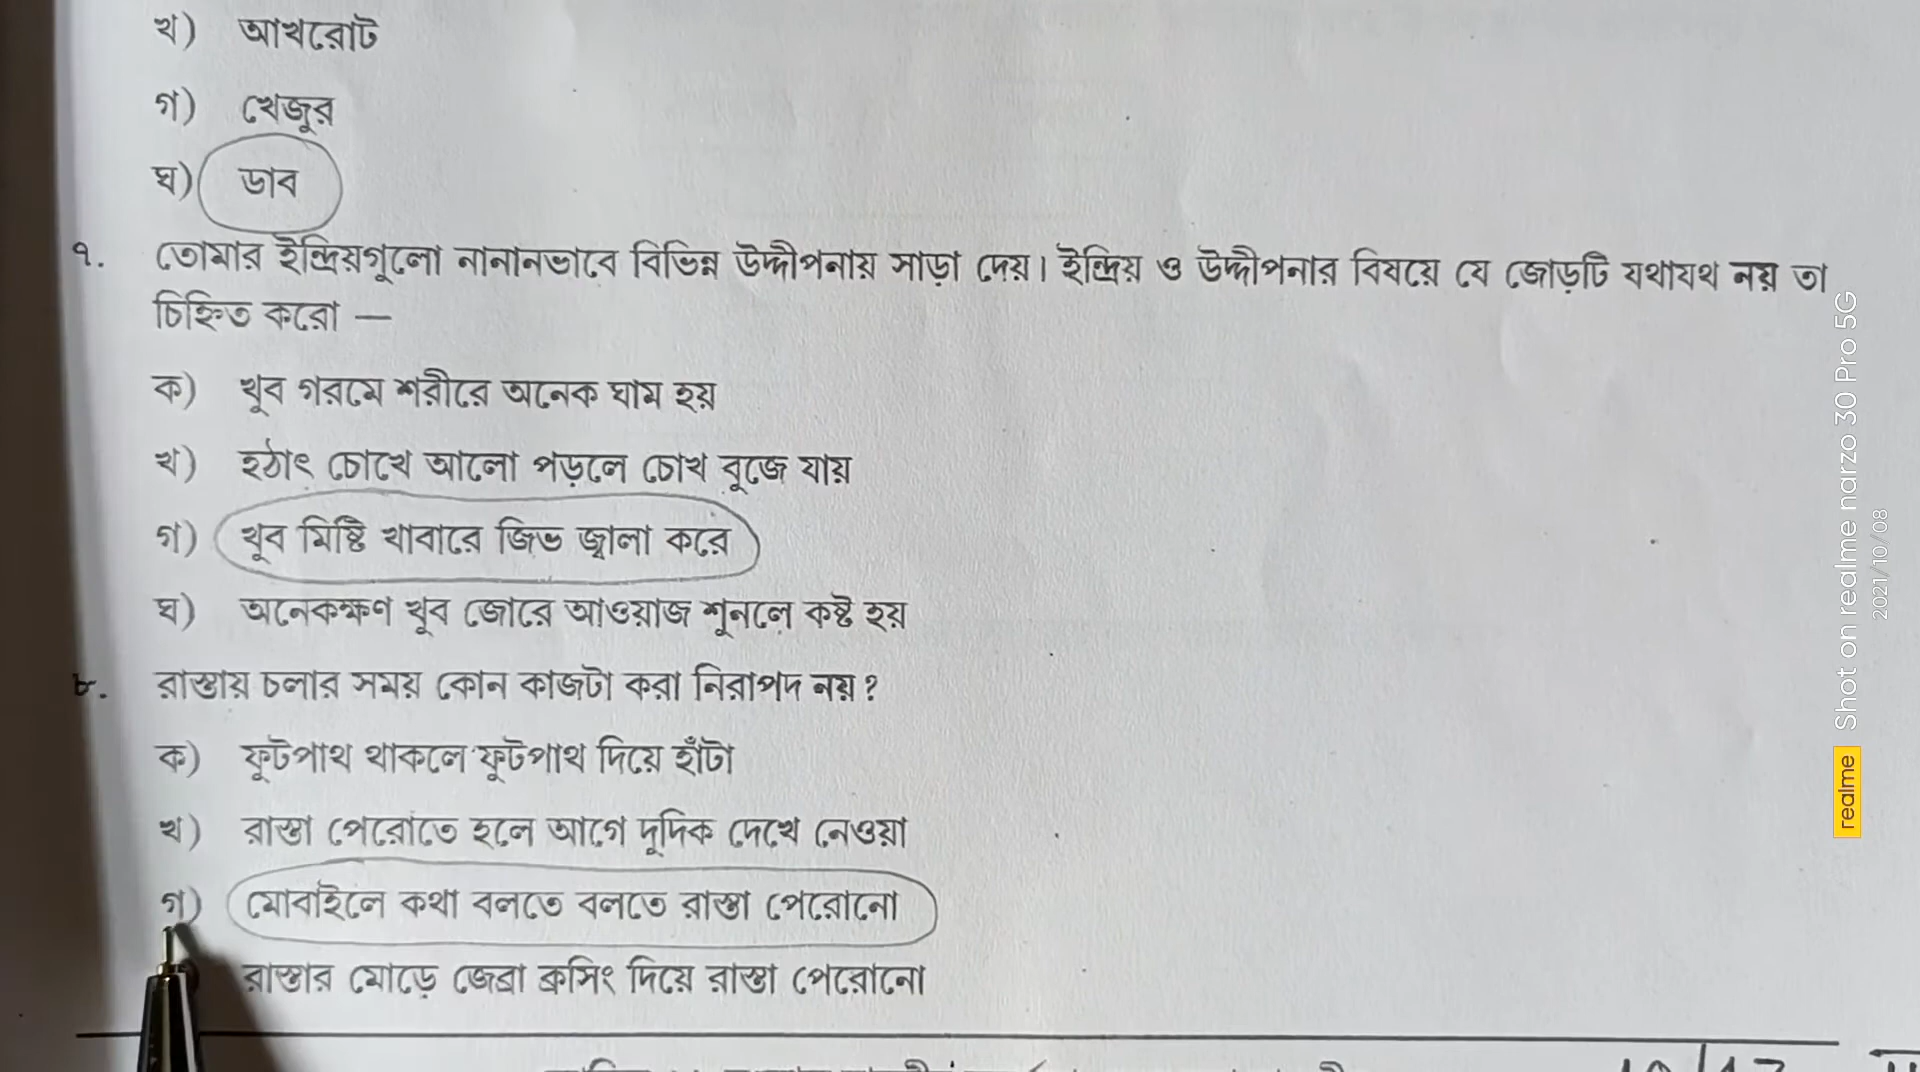 খ) আখরোট
গ) খেজুর
ঘ) ডাব
৭. তোমার ইন্দ্রিয়গুলো নানানভাবে বিভিন্ন উদ্দীপনায় সাড়া দেয়। ইন্দ্রিয় ও উদ্দীপনার বিষয়ে যে জোড়টি যথাযথ নয় তা
চিহ্নিত করো —
ক) খুব গরমে শরীরে অনেক ঘাম হয়
খ) হঠাৎ চোখে আলো পড়লে চোখ বুজে যায়
গ) খুব মিষ্টি খাবারে জিভ জ্বালা করে
ঘ) অনেকক্ষণ খুব জোরে আওয়াজ শুনলে কষ্ট হয়
৮. রাস্তায় চলার সময় কোন কাজটা করা নিরাপদ নয়?
ক) ফুটপাথ থাকলে ফুটপাথ দিয়ে হাঁটা
খ) রাস্তা পেরোতে হলে আগে দুদিক দেখে নেওয়া
গ) মোবাইলে কথা বলতে বলতে রাস্তা পেরোনো
রাস্তার মোড়ে জেব্রা ক্রসিং দিয়ে রাস্তা পেরোনো
realme Shot on realme narzo 30 Pro 5G
2021/10/08